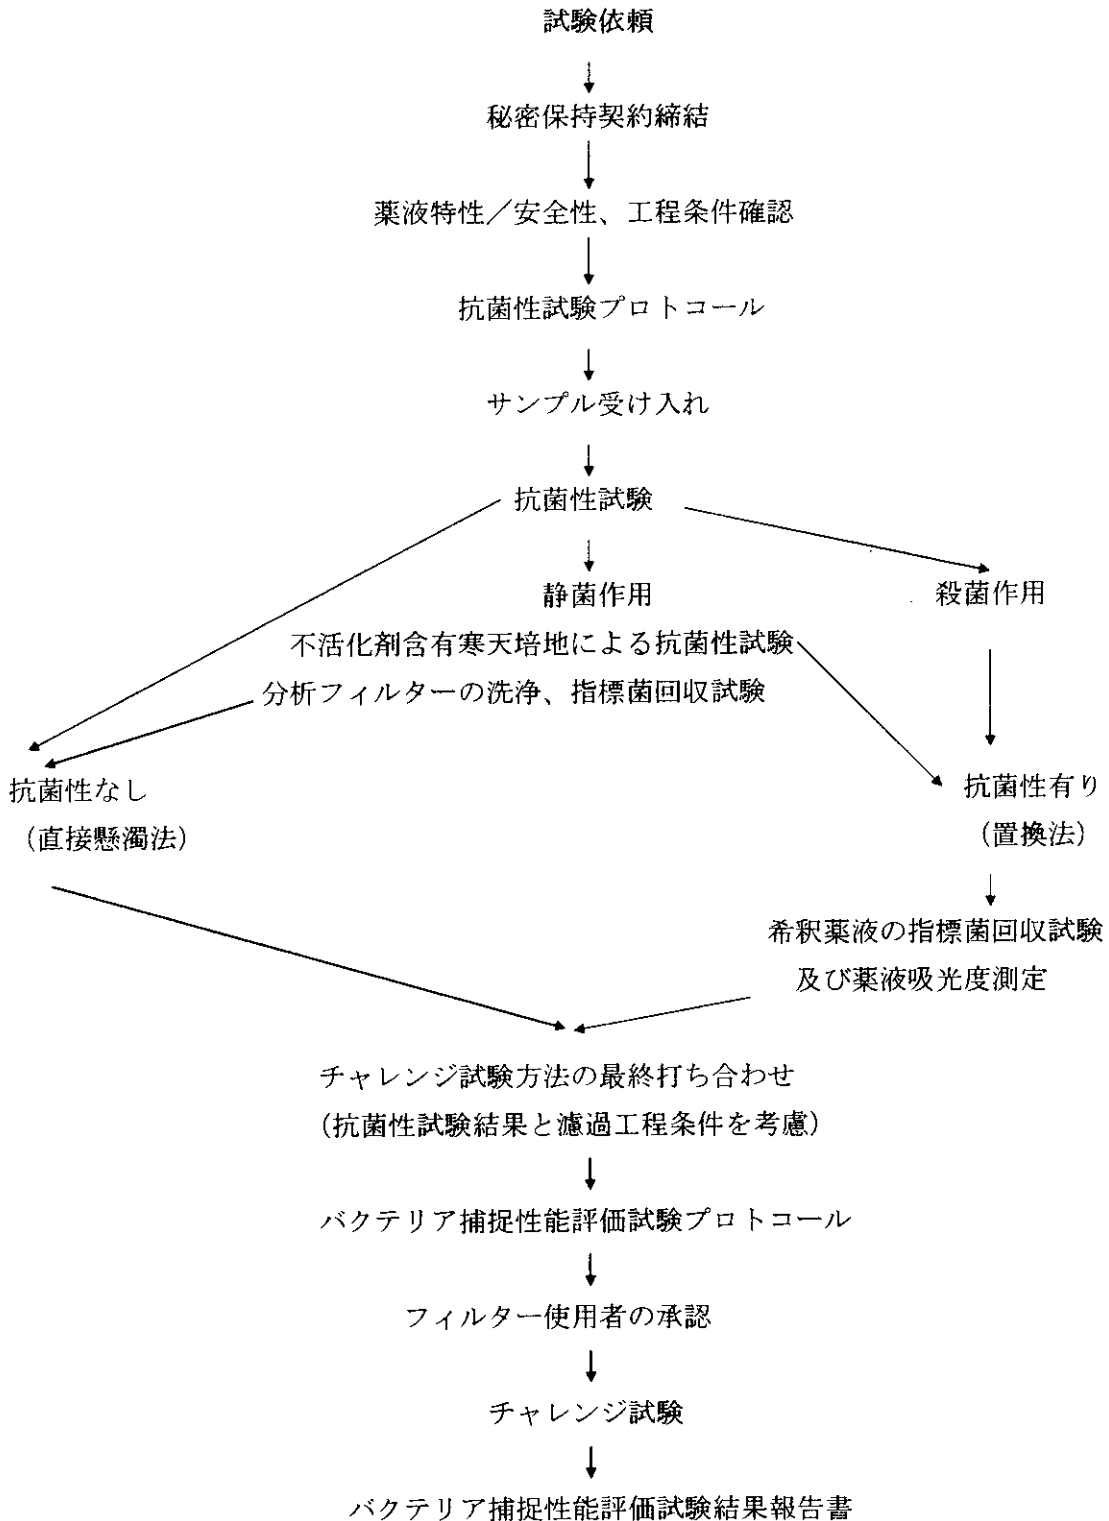 試験依頼
秘密保持契約締結
薬液特性／安全性、工程条件確認
抗菌性試験プロトコール
サンプル受け入れ
抗菌性試験
静菌作用
殺菌作用
不活化剤含有寒天培地による抗菌性試験
分析フィルターの洗浄、指標菌回収試験
抗菌性なし
（直接懸濁法）
抗菌性有り
（置換法）
希釈薬液の指標菌回収試験
及び薬液吸光度測定
チャレンジ試験方法の最終打ち合わせ
（抗菌性試験結果と濾過工程条件を考慮）
バクテリア捕捉性能評価試験プロトコール
フィルター使用者の承認
チャレンジ試験
バクテリア捕捉性能評価試験結果報告書